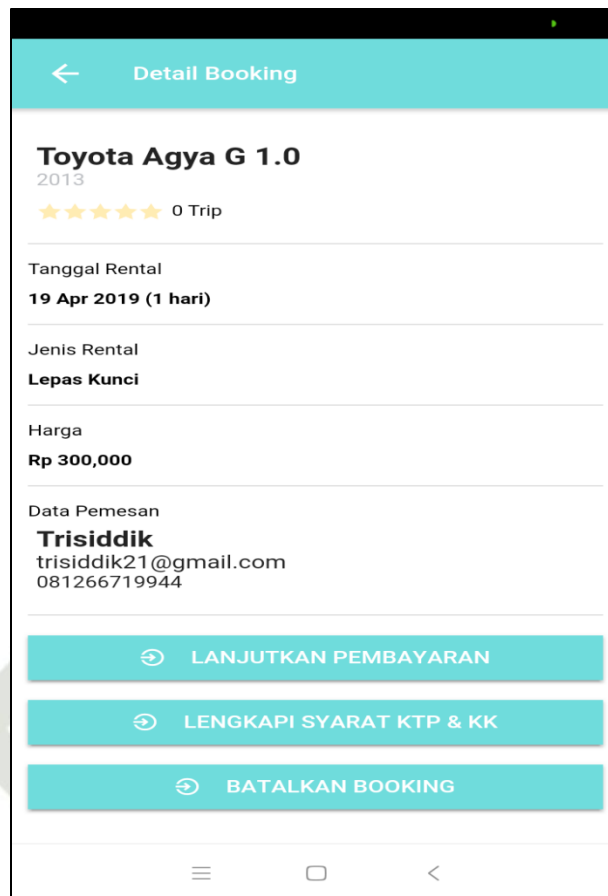 Detail Booking
Toyota Agya G 1.0
2013
0 Trip
Tanggal Rental
19 Apr 2019 (1 hari)
Jenis Rental
Lepas Kunci
Harga
Rp 300,000
Data Pemesan
Trisiddik
trisiddik21@gmail.com
081266719944
LANJUTKAN PEMBAYARAN
LENGKAPI SYARAT KTP & KK
BATALKAN BOOKING